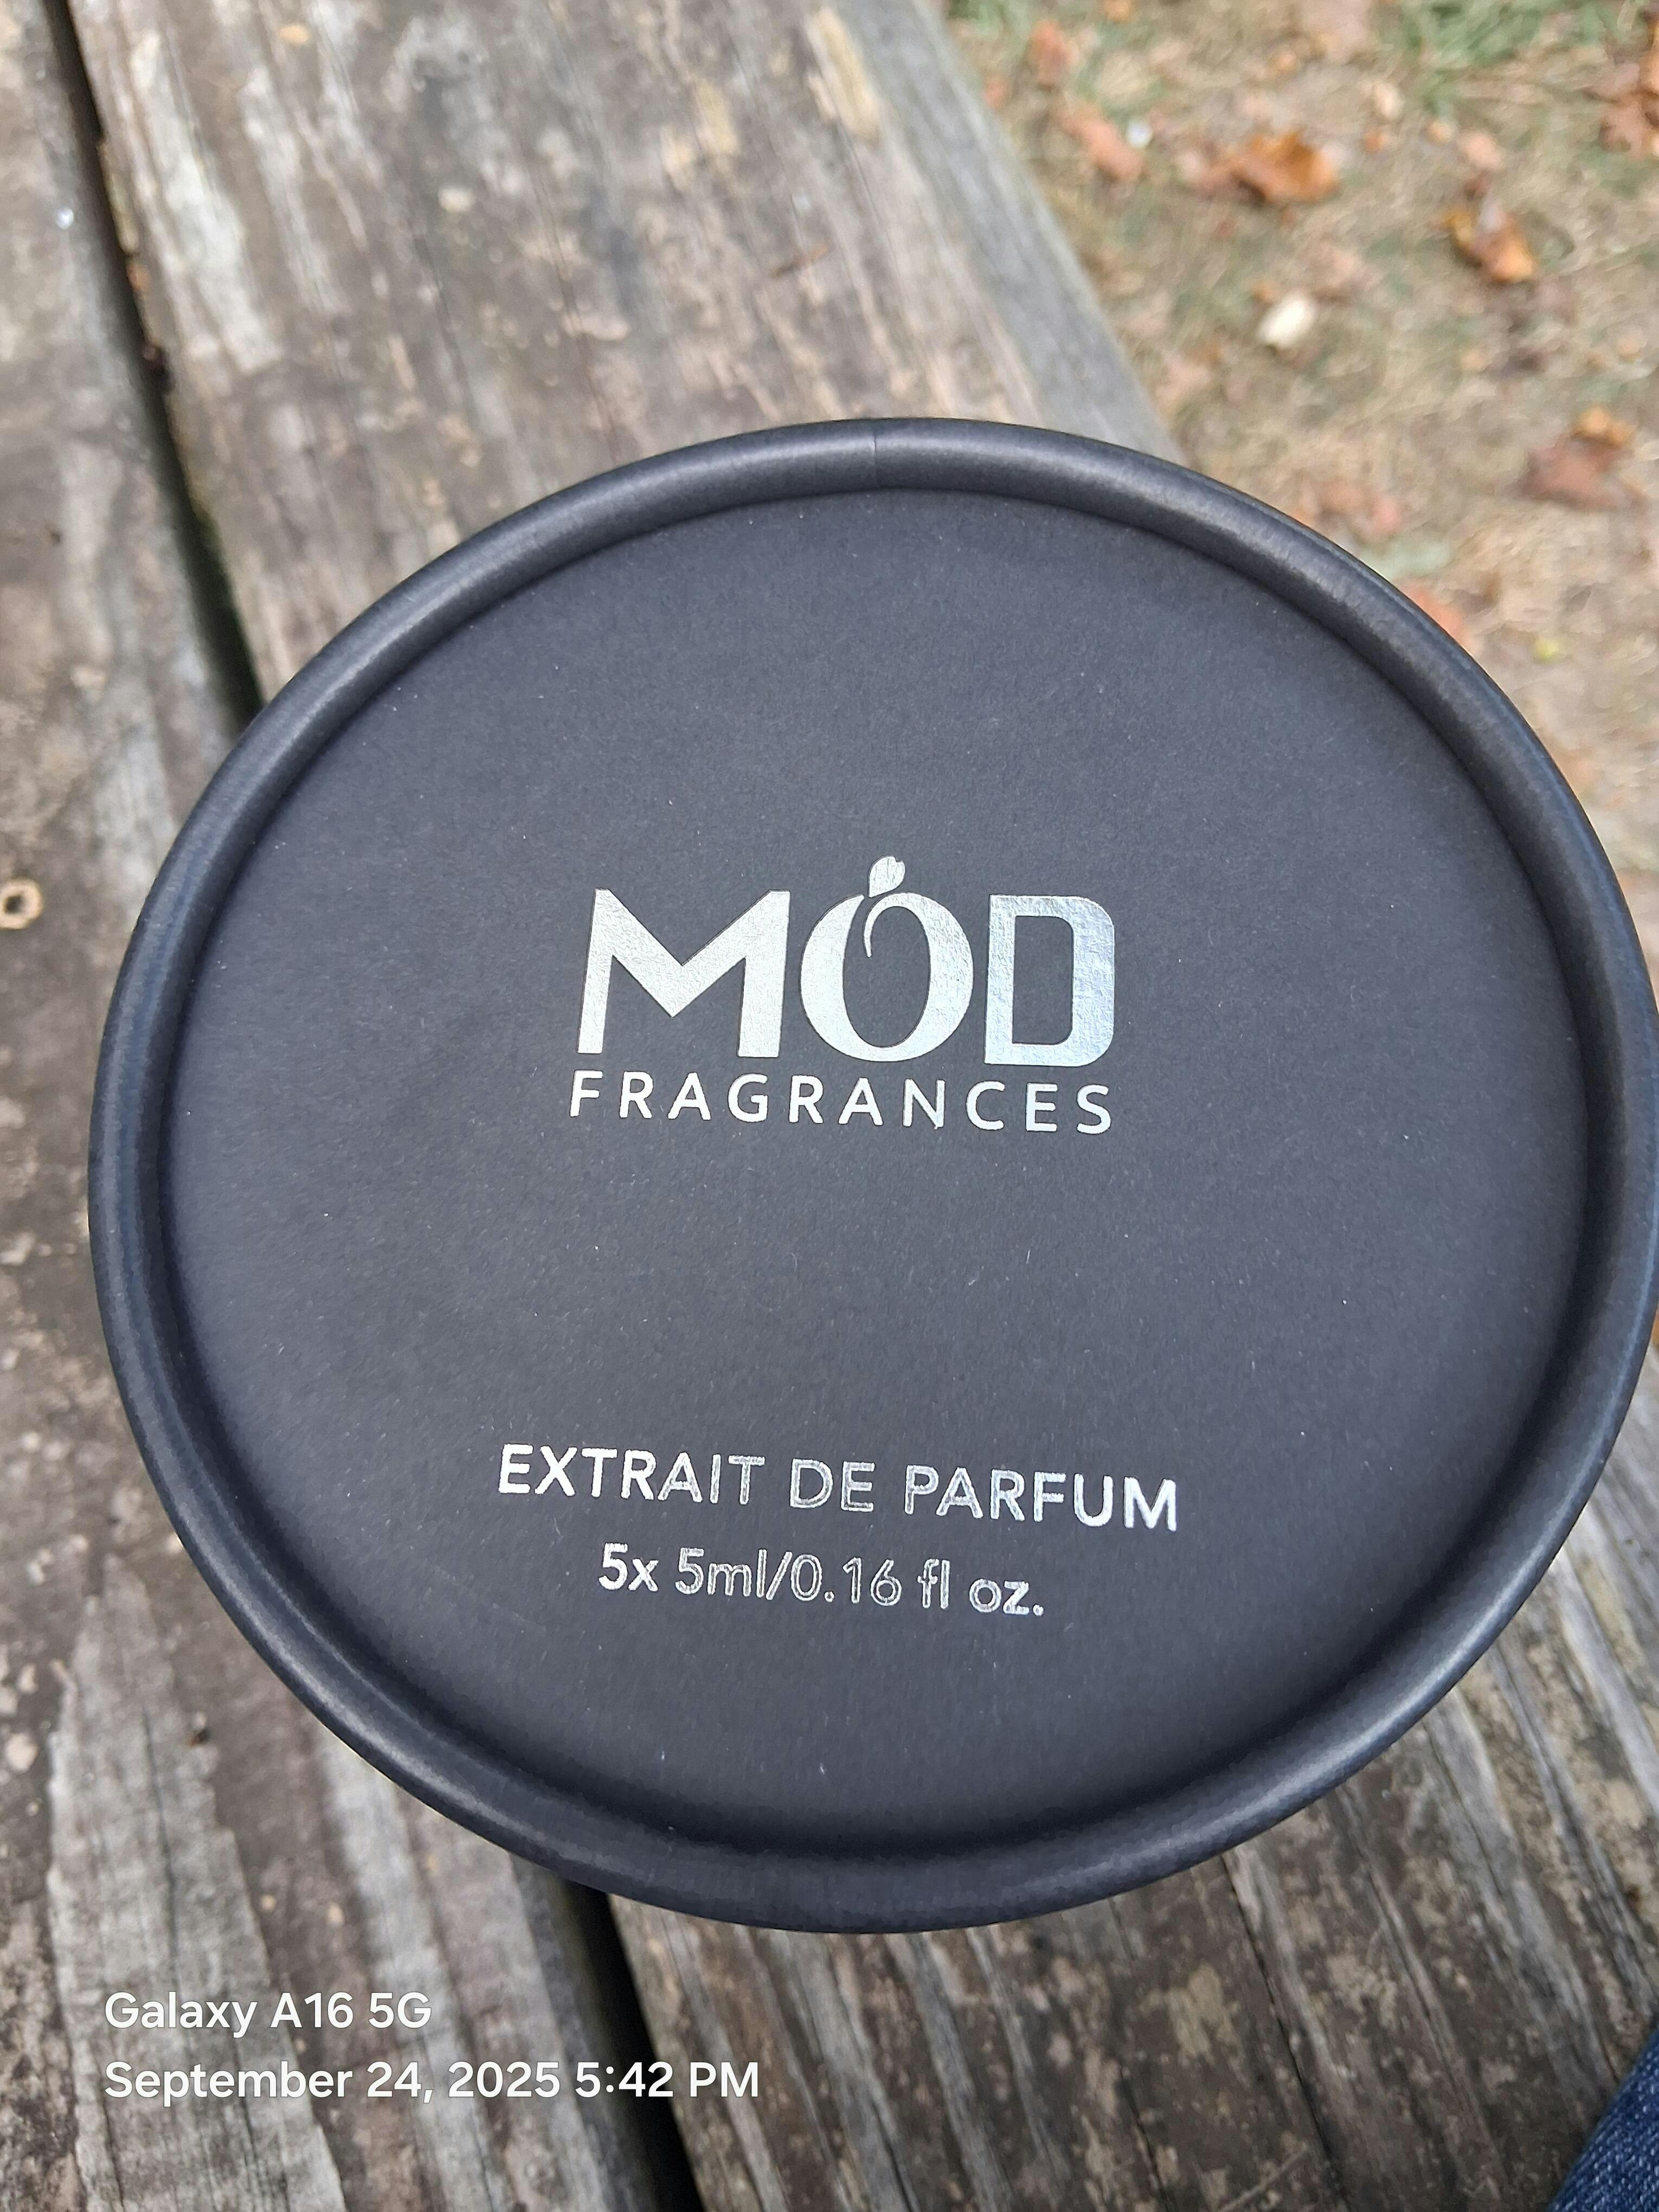 MOD
FRAGRANCES
EXTRAIT DE PARFUM
5x 5ml/0.16 fl oz.
Galaxy A16 5G
September 24, 2025 5:42 PM